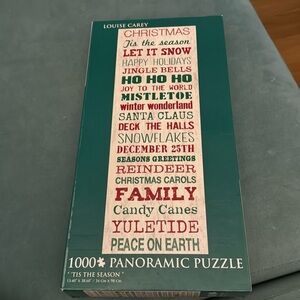 LOUISE CAREY
CHRISTMAS
Tis the season
LET IT SNOW
HAPPY HOLIDAYS
JINGLE BELLS
HO HO HO
JOY TO THE WORLD
MISTLETOE
winter wonderland
SANTA CLAUS
DECK THE HALLS
SNOWFLAKES
DECEMBER 25TH
SEASONS GREETINGS
REINDEER
CHRISTMAS CAROLS
FAMILY
Candy Canes
YULETIDE
PEACE ON EARTH
1000 PANORAMIC PUZZLE
"'TIS THE SEASON"